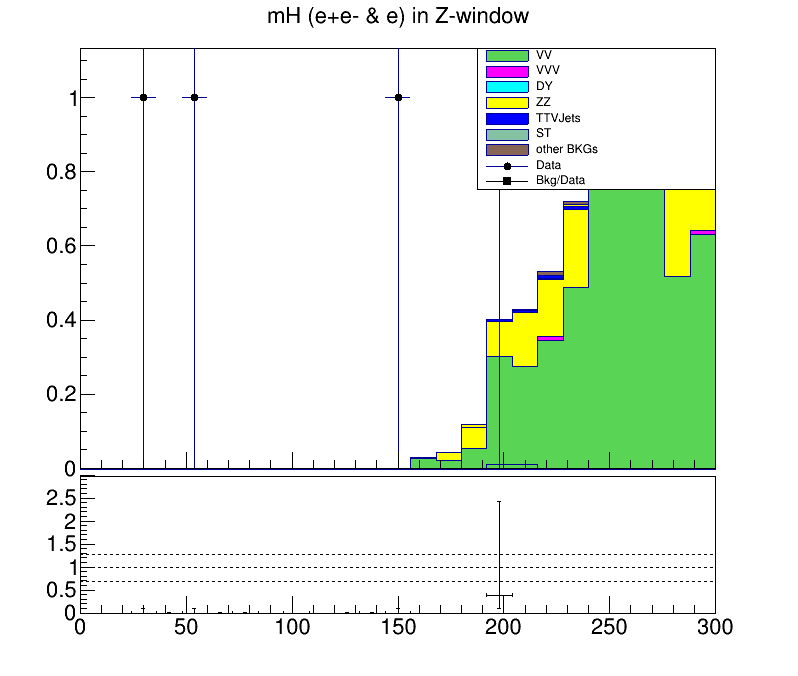 mH (e+e- & e) in Z-window
VV
VVV
DY
ZZ
TTVJets
ST
other BKGs
Data
Bkg/Data
1
0.8
0.6
0.4
0.2
0
2.5
2
1.5
1
0.5
0
0 50 100 150 200 250 300